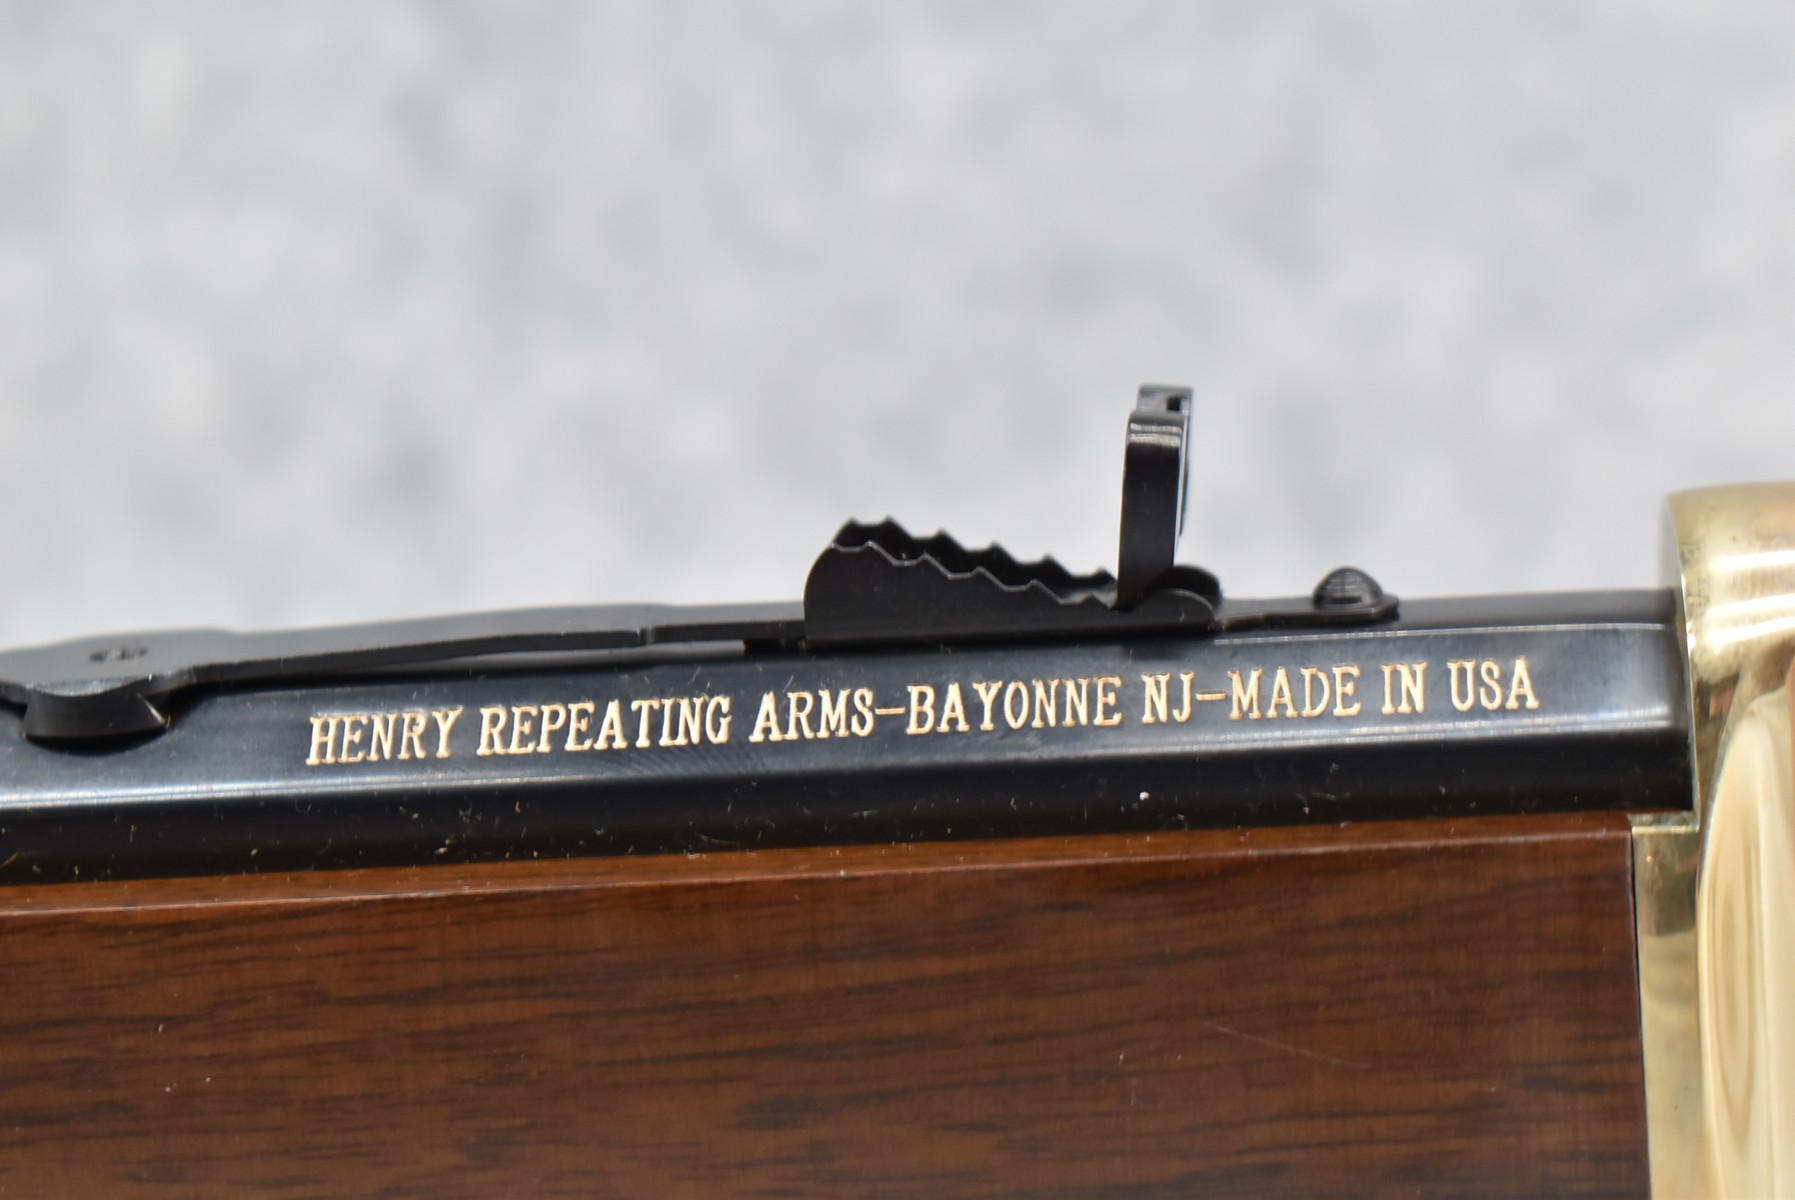 HENRY REPEATING ARMS-BAYONNE NJ-MADE IN USA